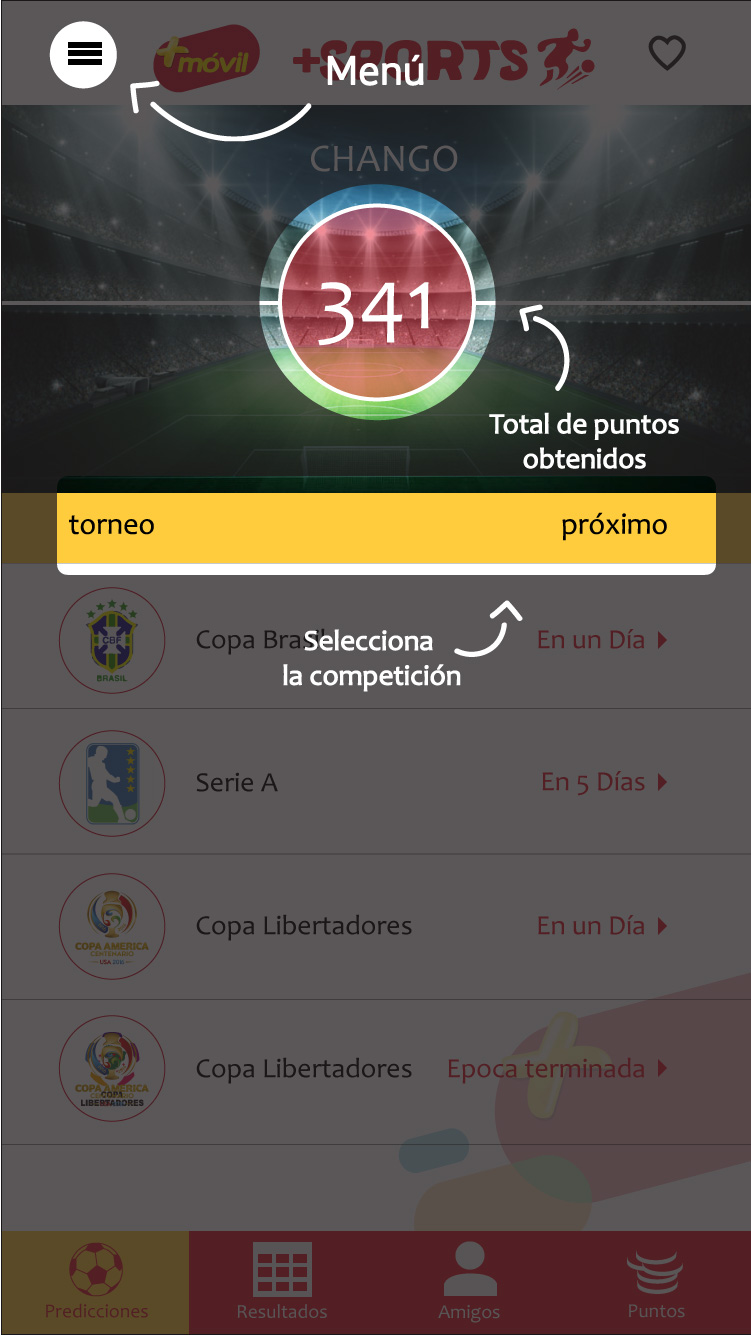 +móvil
+SPORTS
Menú
CHANGO
341
Total de puntos
obtenidos
torneo
próximo
CBF
BRASIL
Copa Brasil
En un Día
Selecciona
la competición
Serie A
En 5 Días
COPA AMERICA
CENTENARIO
USA 2016
Copa Libertadores
En un Día
COPA AMERICA
COPA
LIBERTADORES
Copa Libertadores
Epoca terminada
Predicciones
Resultados
Amigos
Puntos